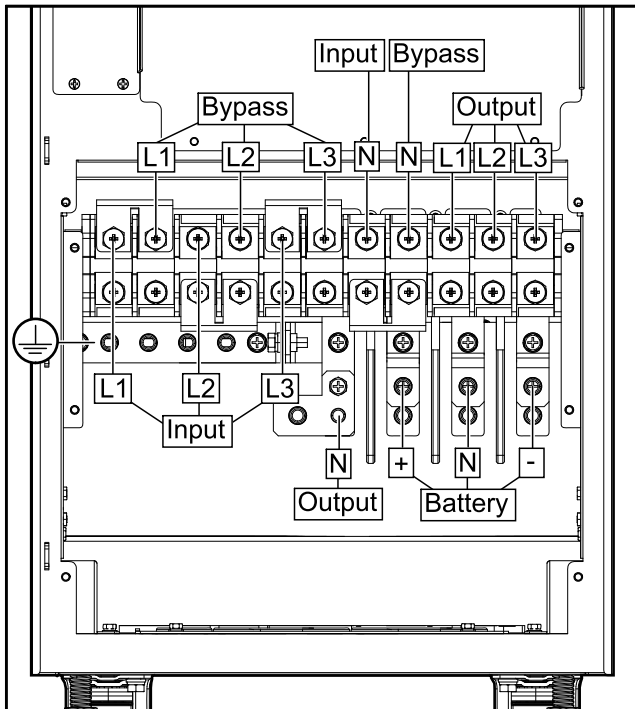 Input Bypass
Bypass Output
L1 L2 L3 N N L1 L2 L3
L1 L2 L3
Input
N + N -
Output Battery